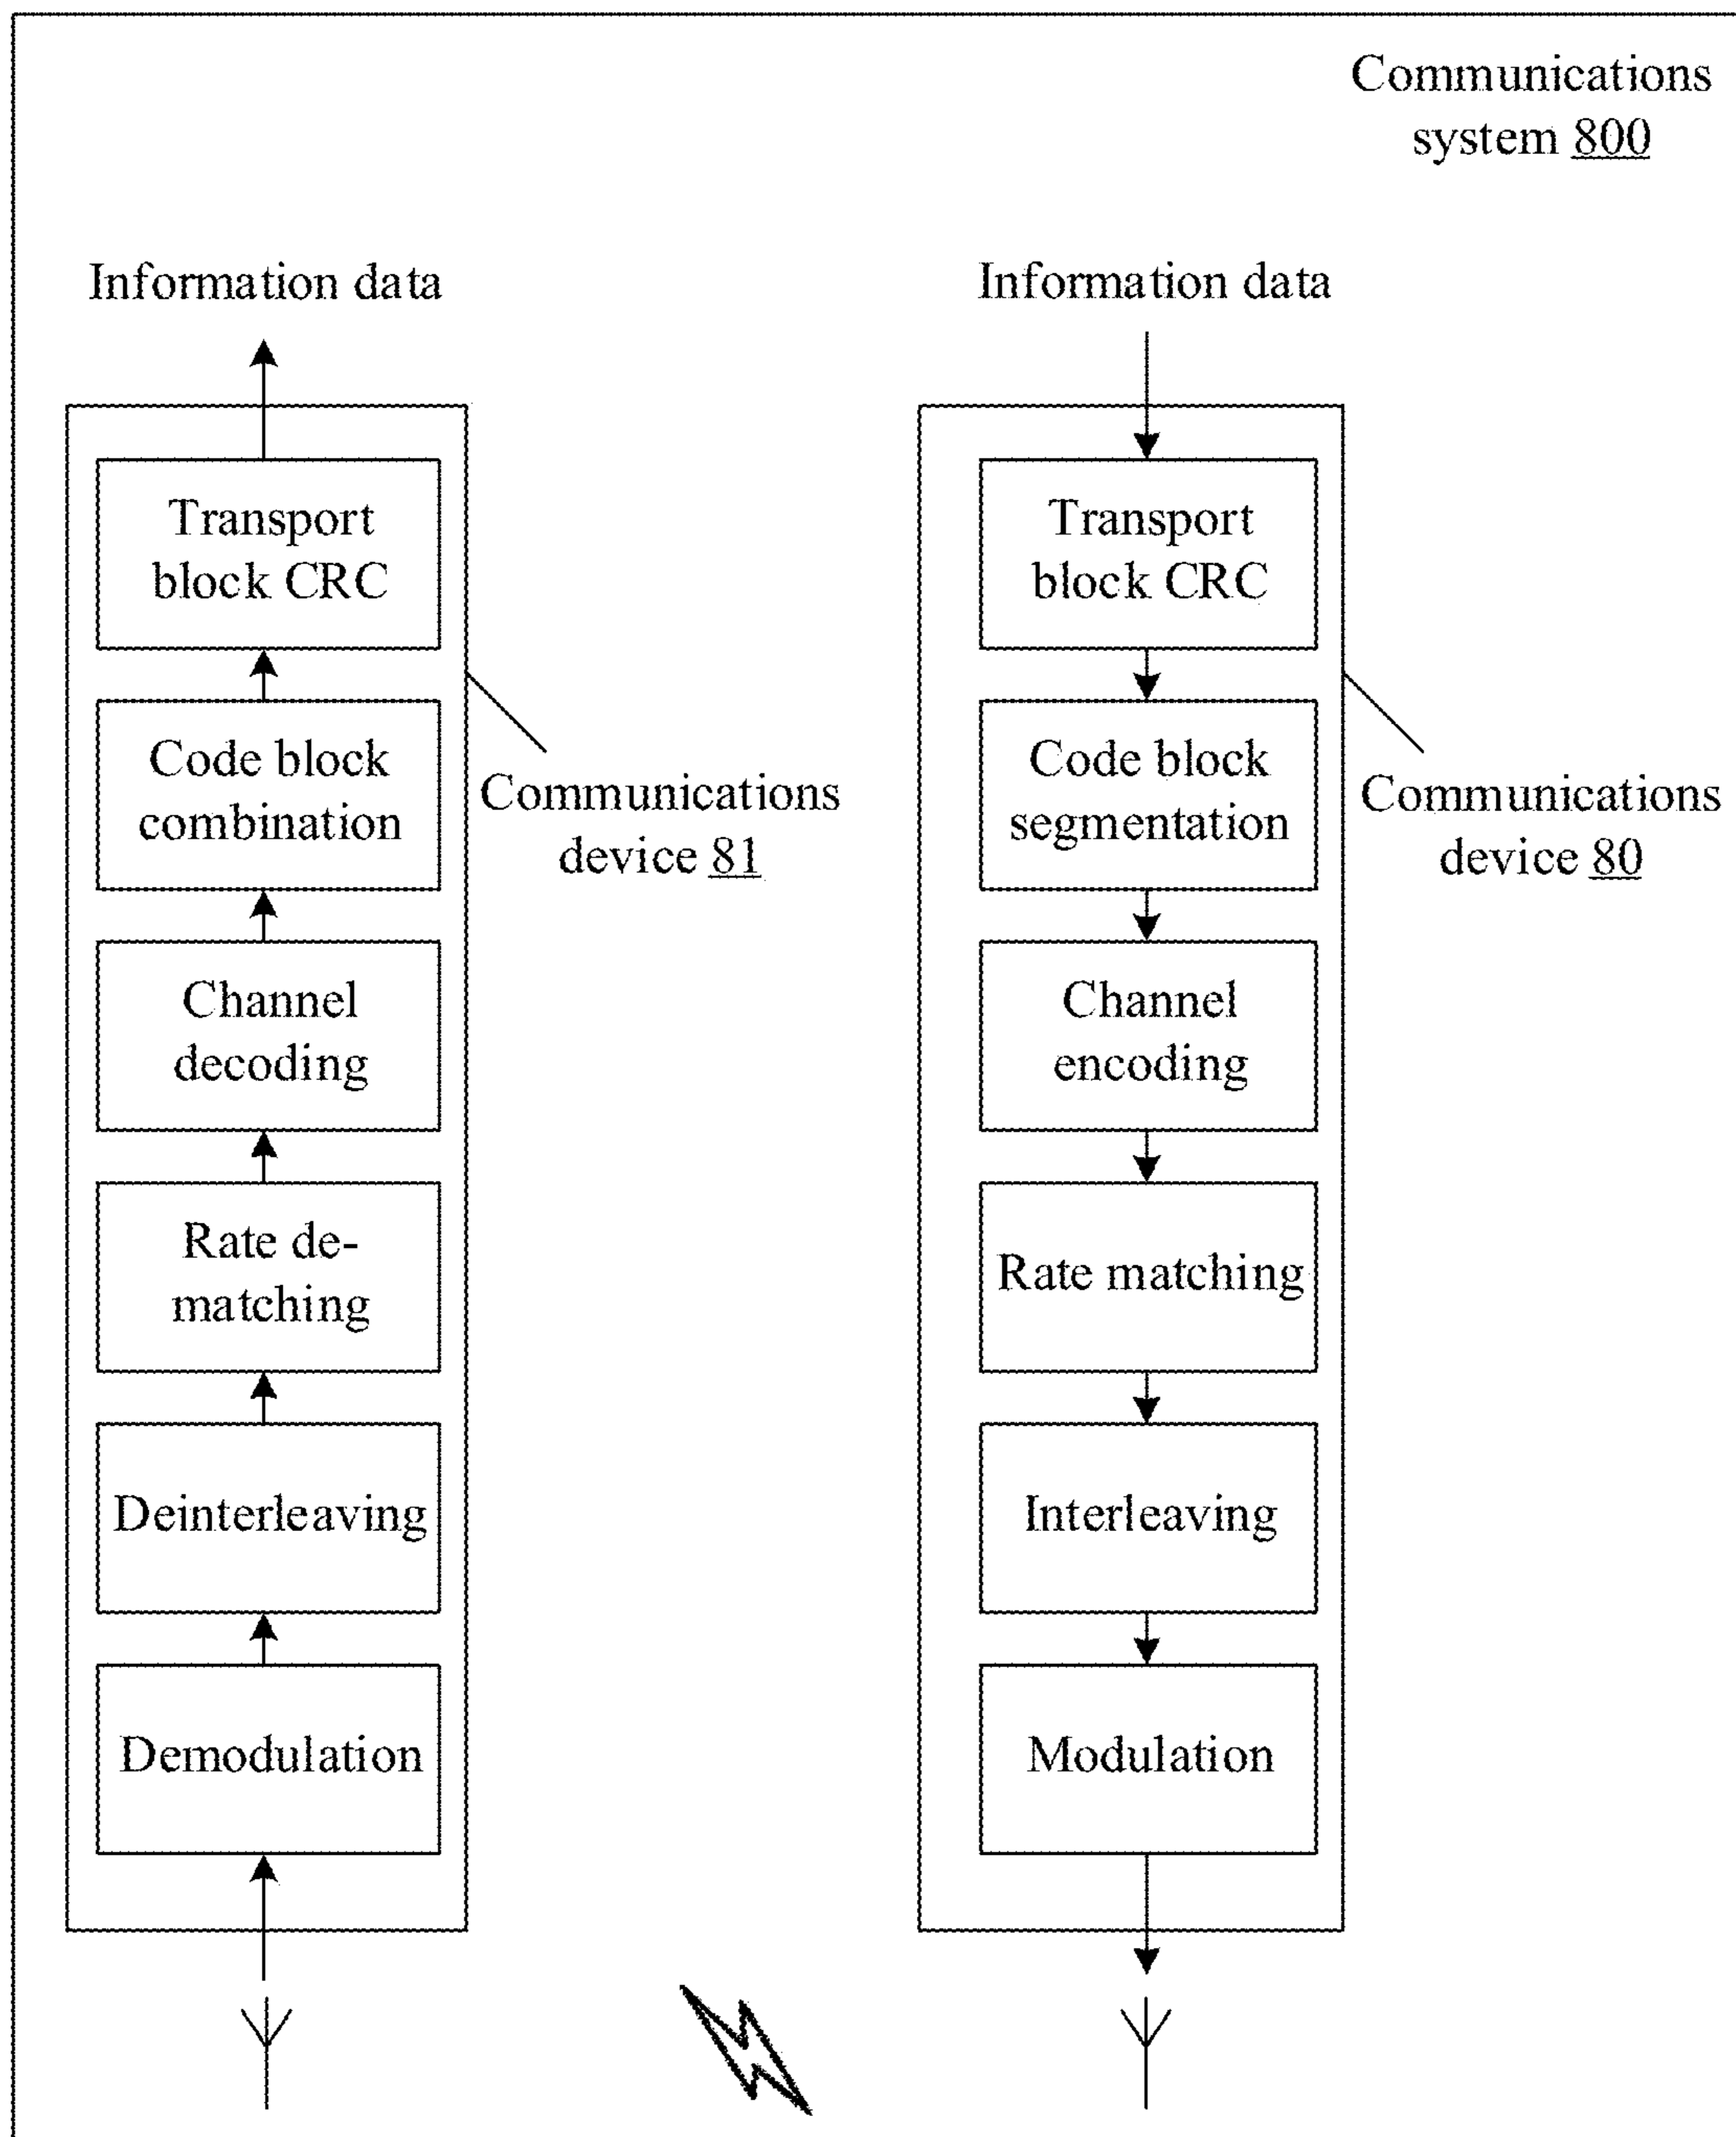 Communications
system 800
Information data
Transport
block CRC
Code block
combination
Channel
decoding
Rate de-
matching
Deinterleaving
Demodulation
Communications
device 81
Information data
Transport
block CRC
Code block
segmentation
Channel
encoding
Rate matching
Interleaving
Modulation
Communications
device 80